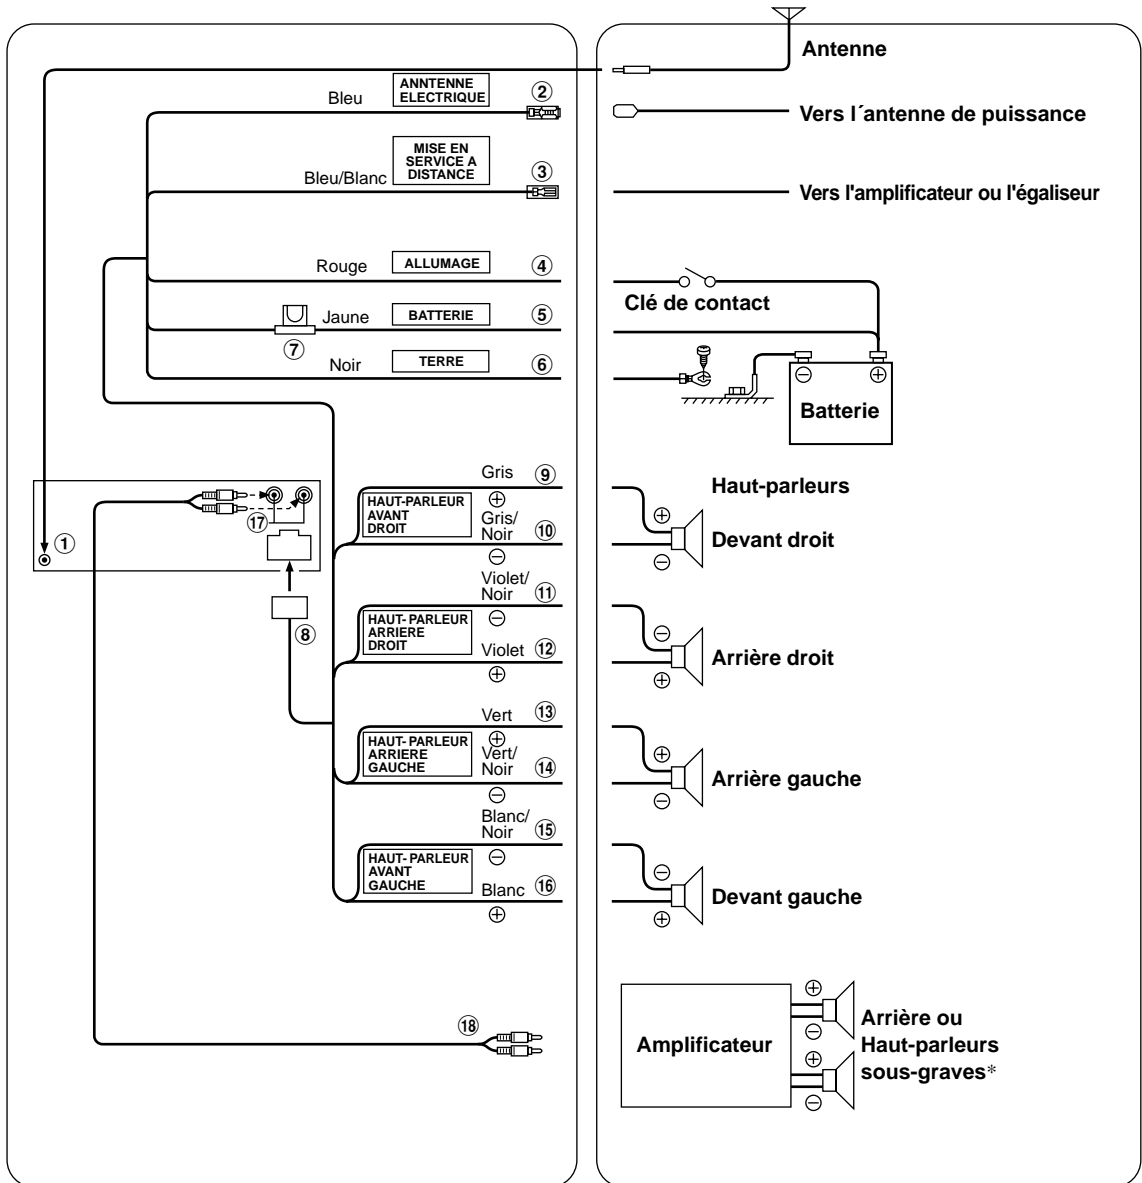 Antenne
Bleu
ANNTENNE
ELECTRIQUE
②
Vers l´antenne de puissance
Bleu/Blanc
MISE EN
SERVICE A
DISTANCE
③
Vers l'amplificateur ou l'égaliseur
Rouge
ALLUMAGE
④
Clé de contact
⑦
Jaune
BATTERIE
⑤
Noir
TERRE
⑥
⊖ ⊕
Batterie
①
⑰
⑧
Haut-parleurs
Gris ⑨
HAUT-PARLEUR
AVANT
DROIT
⊕
Gris/
Noir ⑩
⊖
⊕
⊖
Devant droit
Violet/
Noir ⑪
HAUT- PARLEUR
ARRIERE
DROIT
⊖
Violet ⑫
⊕
⊖
⊕
Arrière droit
Vert ⑬
HAUT- PARLEUR
ARRIERE
GAUCHE
⊕
Vert/
Noir ⑭
⊖
⊕
⊖
Arrière gauche
Blanc/
Noir ⑮
HAUT- PARLEUR
AVANT
GAUCHE
⊖
Blanc ⑯
⊕
⊖
⊕
Devant gauche
⑱
Amplificateur
⊕
⊖
⊕
⊖
Arrière ou
Haut-parleurs
sous-graves*